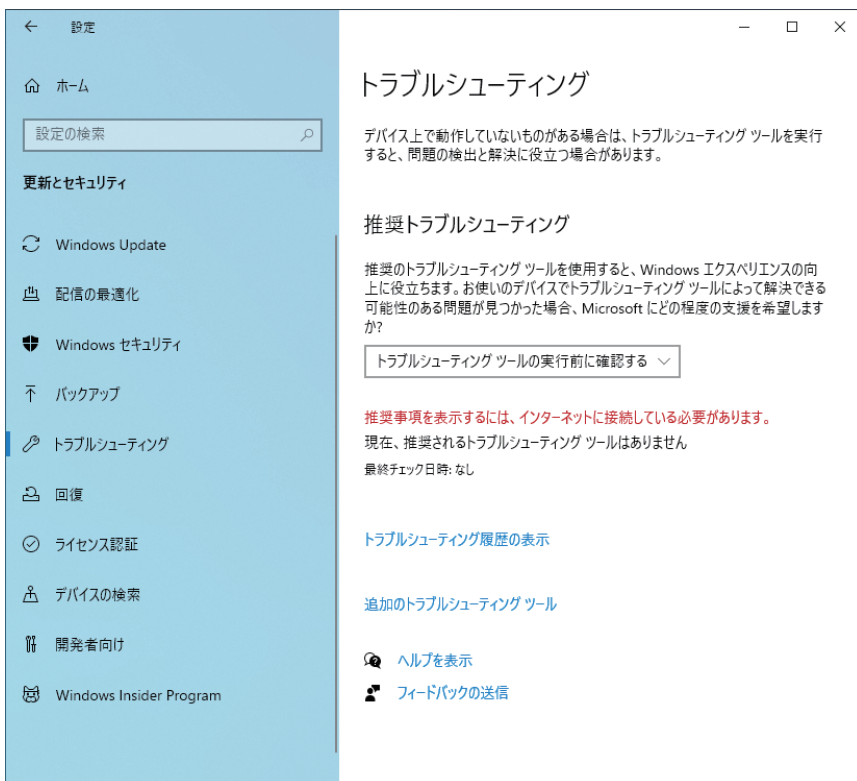 設定
ホーム
設定の検索
更新とセキュリティ
Windows Update
配信の最適化
Windows セキュリティ
バックアップ
トラブルシューティング
回復
ライセンス認証
デバイスの検索
開発者向け
Windows Insider Program
トラブルシューティング
デバイス上で動作していないものがある場合は、トラブルシューティング ツールを実行
すると、問題の検出と解決に役立つ場合があります。
推奨トラブルシューティング
推奨のトラブルシューティング ツールを使用すると、Windows エクスペリエンスの向
上に役立ちます。お使いのデバイスでトラブルシューティング ツールによって解決できる
可能性のある問題が見つかった場合、Microsoft にどの程度の支援を希望します
か?
トラブルシューティング ツールの実行前に確認する
推奨事項を表示するには、インターネットに接続している必要があります。
現在、推奨されるトラブルシューティング ツールはありません
最終チェック日時: なし
トラブルシューティング履歴の表示
追加のトラブルシューティング ツール
ヘルプを表示
フィードバックの送信